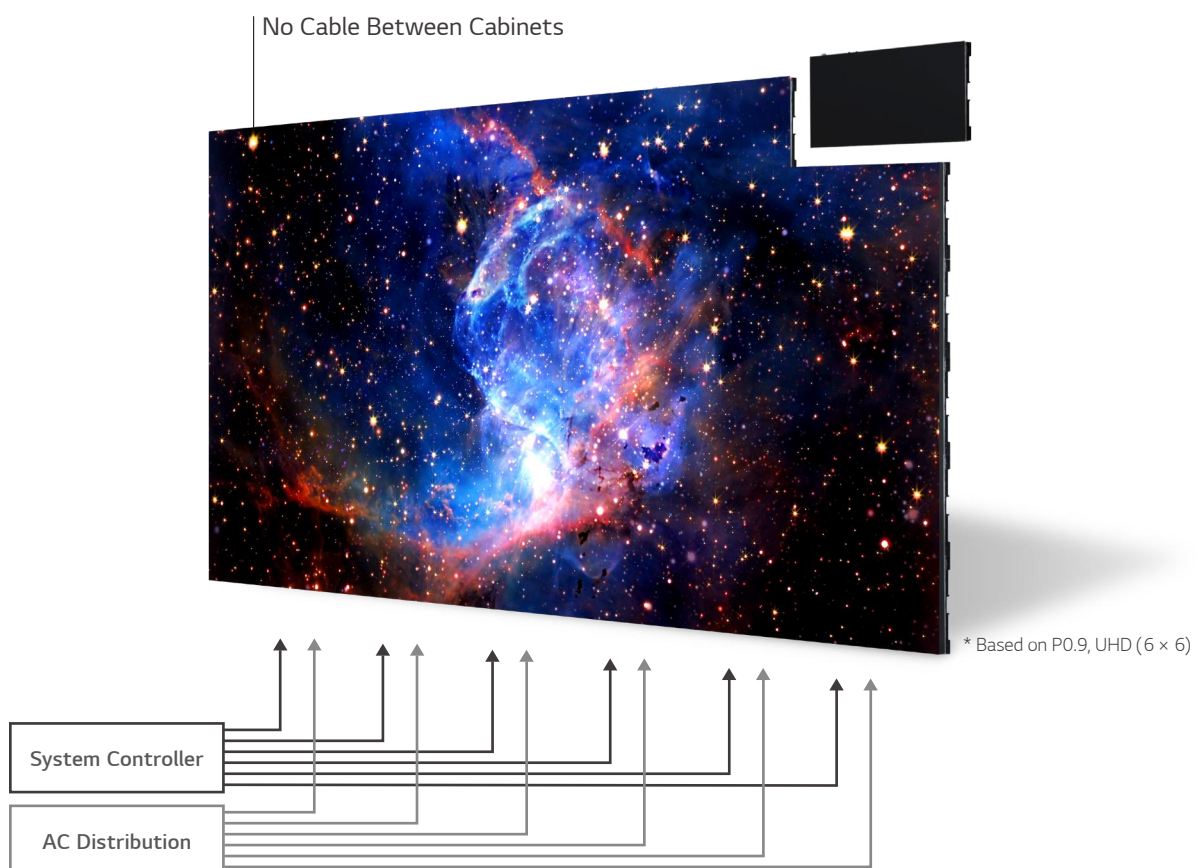 No Cable Between Cabinets
* Based on P0.9, UHD (6 × 6)
System Controller
AC Distribution